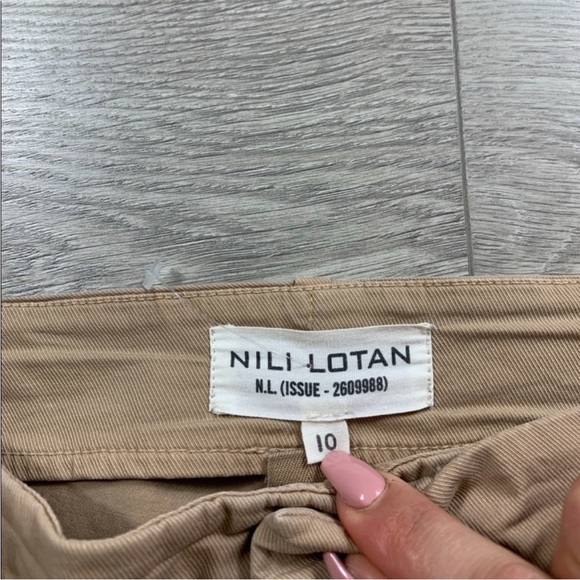 NILI LOTAN
N.L. (ISSUE - 2609988)
10